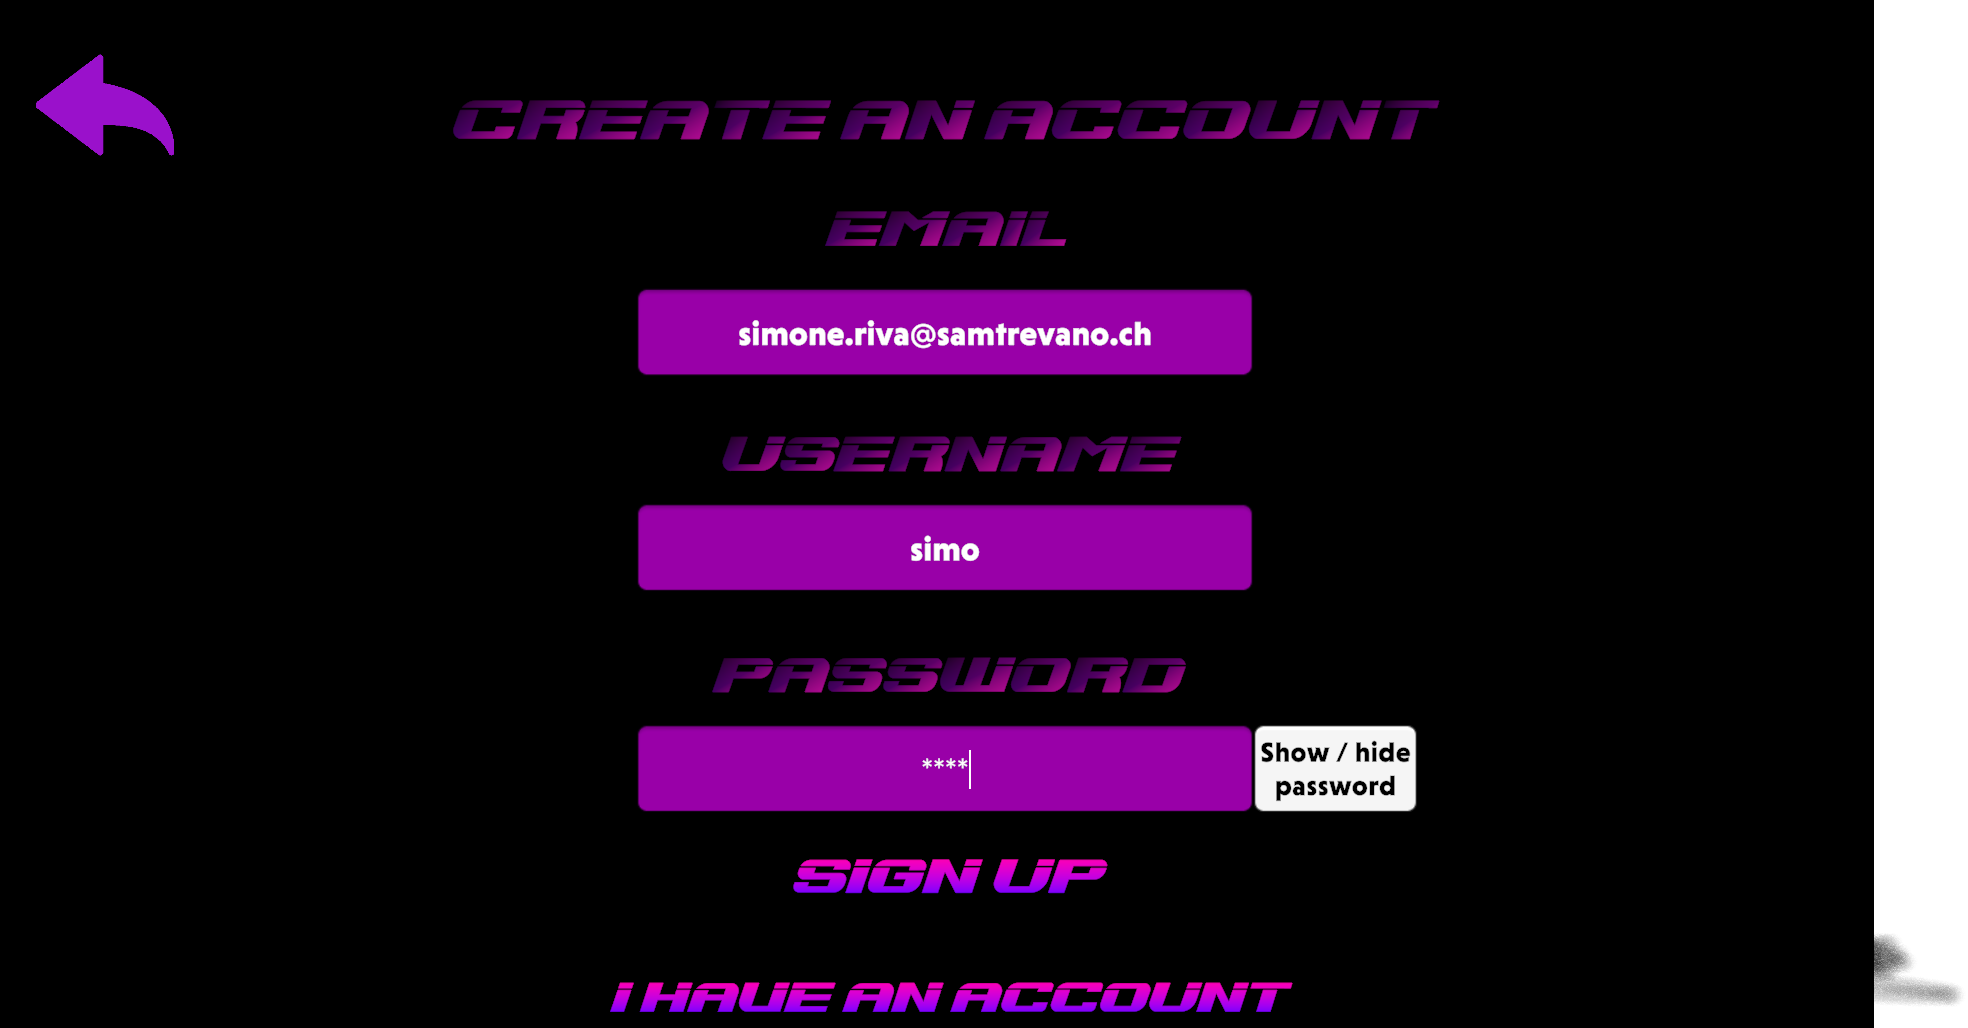 CREATE AN ACCOUNT
EMAIL
simone.riva@samtrevano.ch
USERNAME
simo
PASSWORD
****
Show / hide
password
SIGN UP
I HAVE AN ACCOUNT